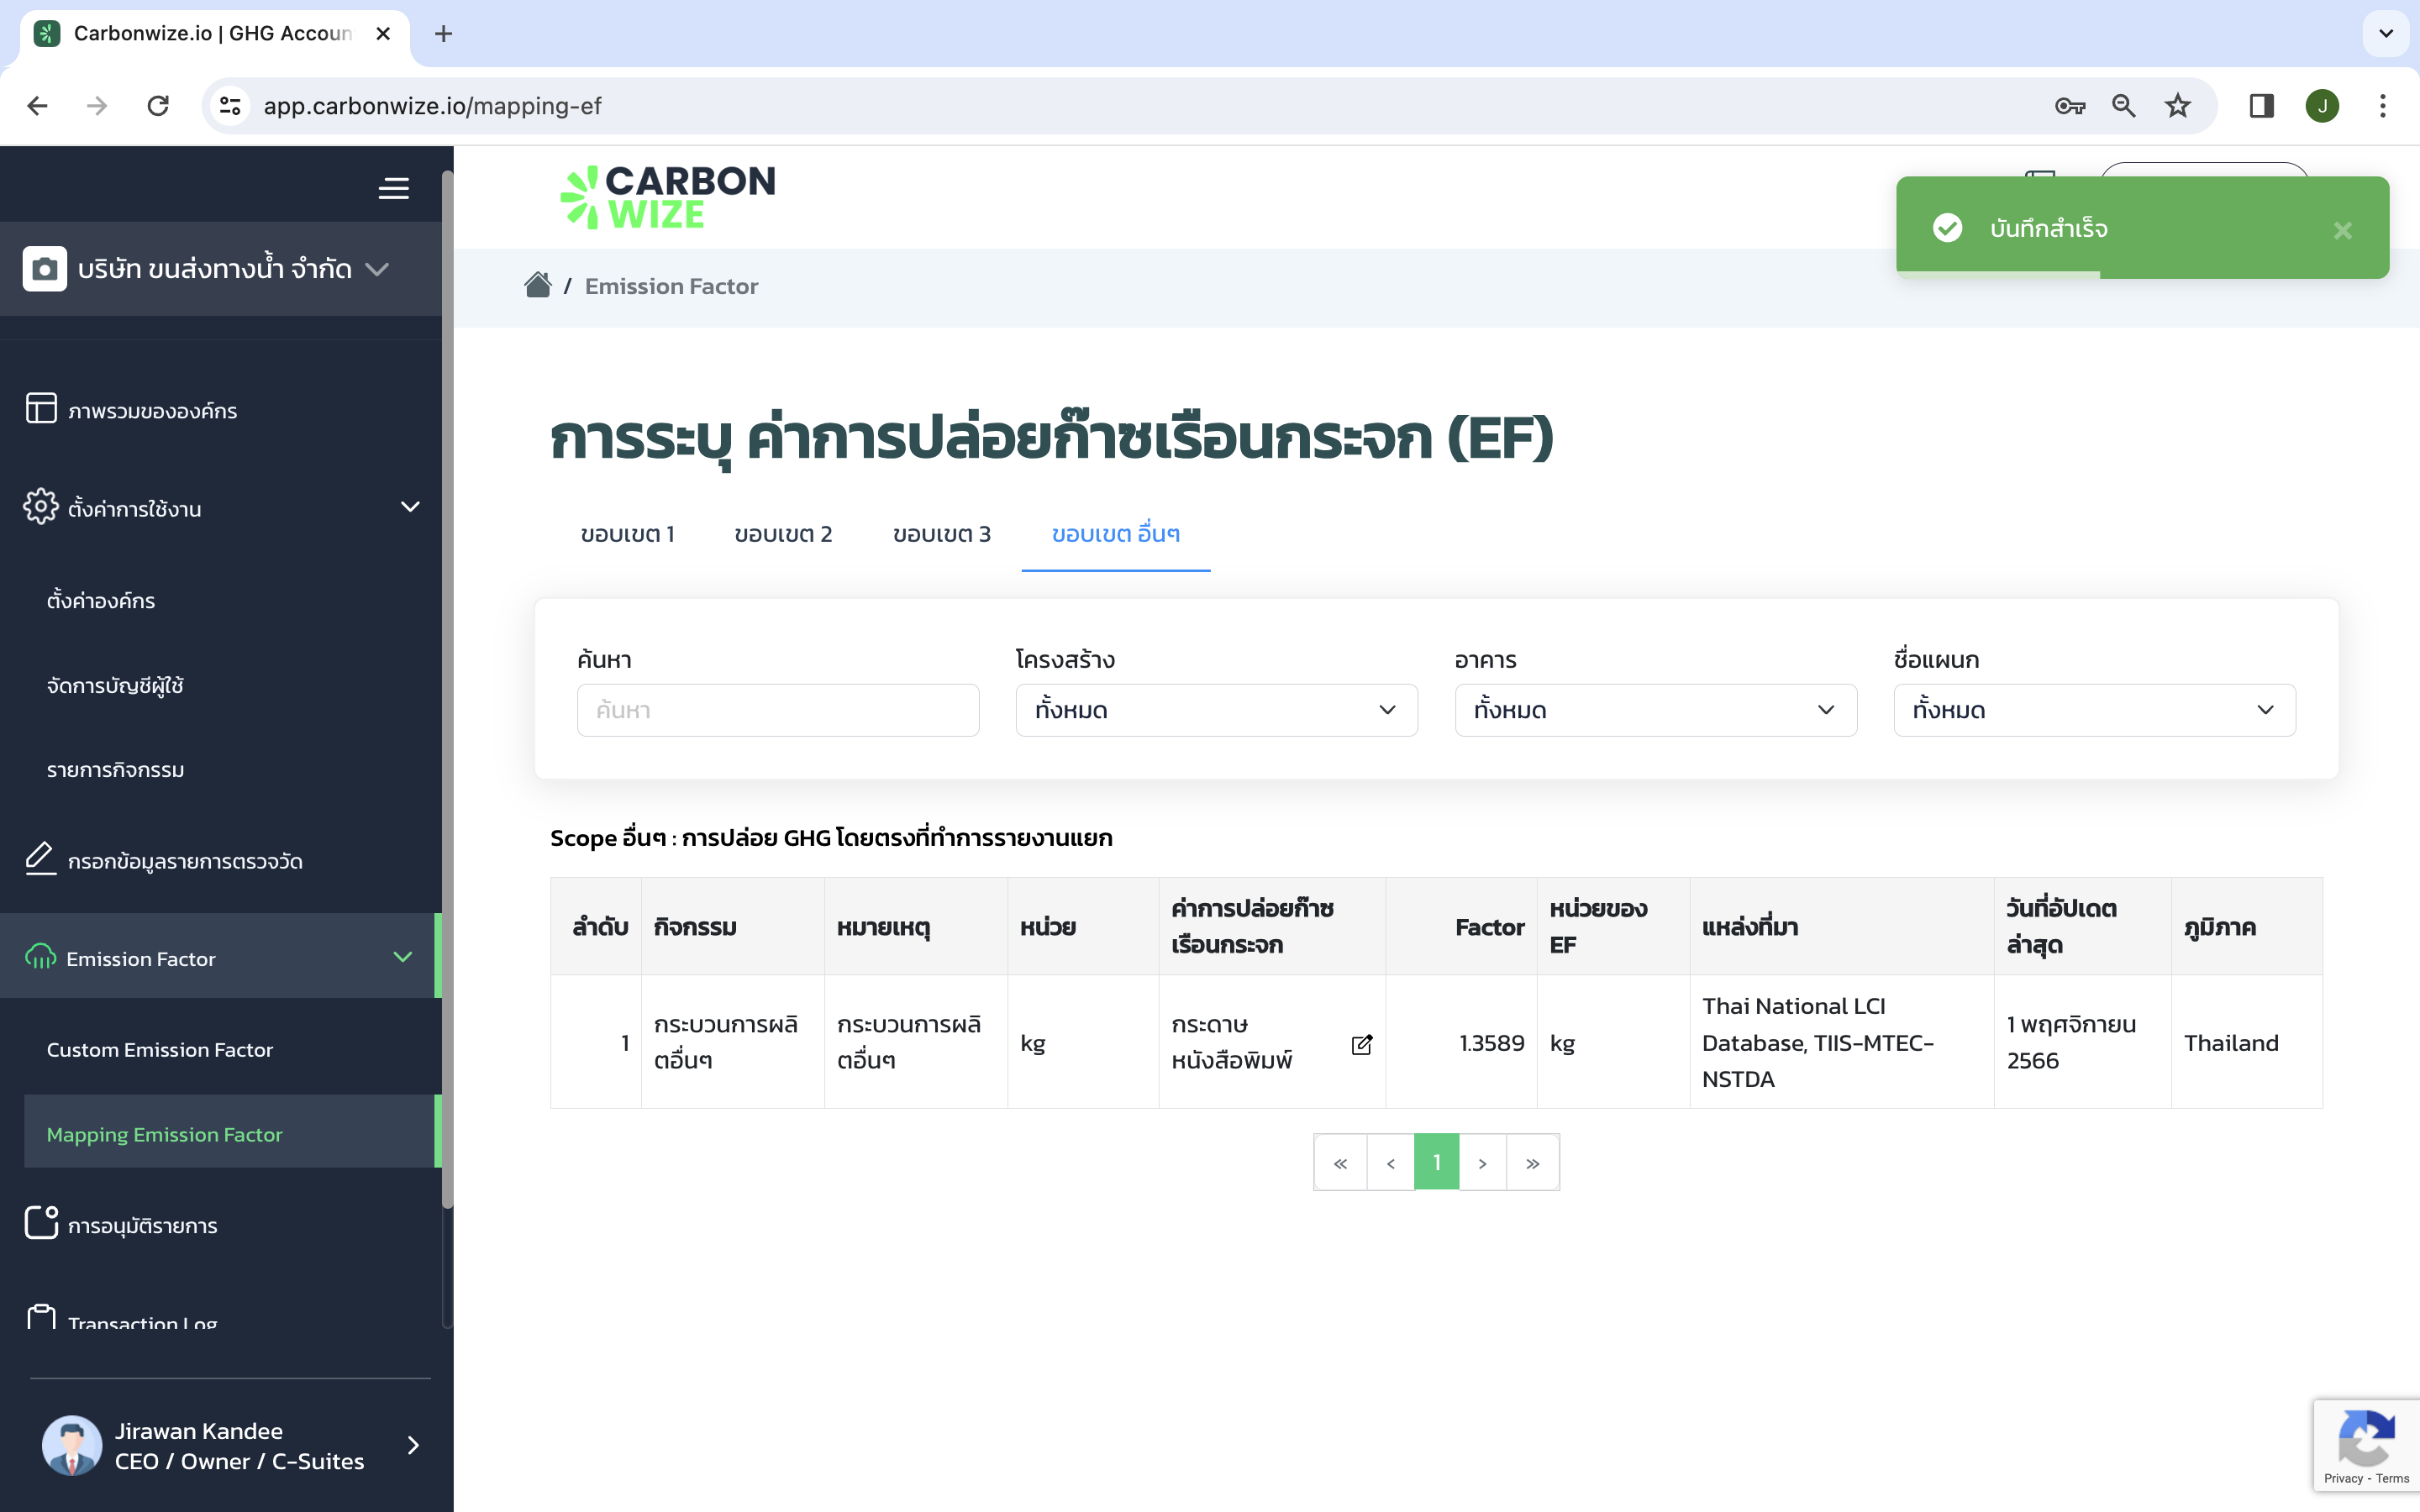 Carbonwize.io | GHG Accoun
app.carbonwize.io/mapping-ef
J
CARBON
WIZE
บันทึกสำเร็จ
บริษัท ขนส่งทางน้ำ จำกัด
/ Emission Factor
ภาพรวมขององค์กร
ตั้งค่าการใช้งาน
ตั้งค่าองค์กร
จัดการบัญชีผู้ใช้
รายการกิจกรรม
กรอกข้อมูลรายการตรวจวัด
Emission Factor
Custom Emission Factor
Mapping Emission Factor
การอนุมัติรายการ
Transaction Log
Jirawan Kandee
CEO / Owner / C-Suites
การระบุ ค่าการปล่อยก๊าซเรือนกระจก (EF)
ขอบเขต 1 ขอบเขต 2 ขอบเขต 3 ขอบเขต อื่นๆ
ค้นหา โครงสร้าง อาคาร ชื่อแผนก
ค้นหา ทั้งหมด ทั้งหมด ทั้งหมด
Scope อื่นๆ : การปล่อย GHG โดยตรงที่ทำการรายงานแยก
ลำดับ
กิจกรรม
หมายเหตุ
หน่วย
ค่าการปล่อยก๊าซ
เรือนกระจก
Factor
หน่วยของ
EF
แหล่งที่มา
วันที่อัปเดต
ล่าสุด
ภูมิภาค
1
กระบวนการผลิ
ตอื่นๆ
กระบวนการผลิ
ตอื่นๆ
kg
กระดาษ
หนังสือพิมพ์
1.3589
kg
Thai National LCI
Database, TIIS-MTEC-
NSTDA
1 พฤศจิกายน
2566
Thailand
« ‹ 1 › »
Privacy - Terms